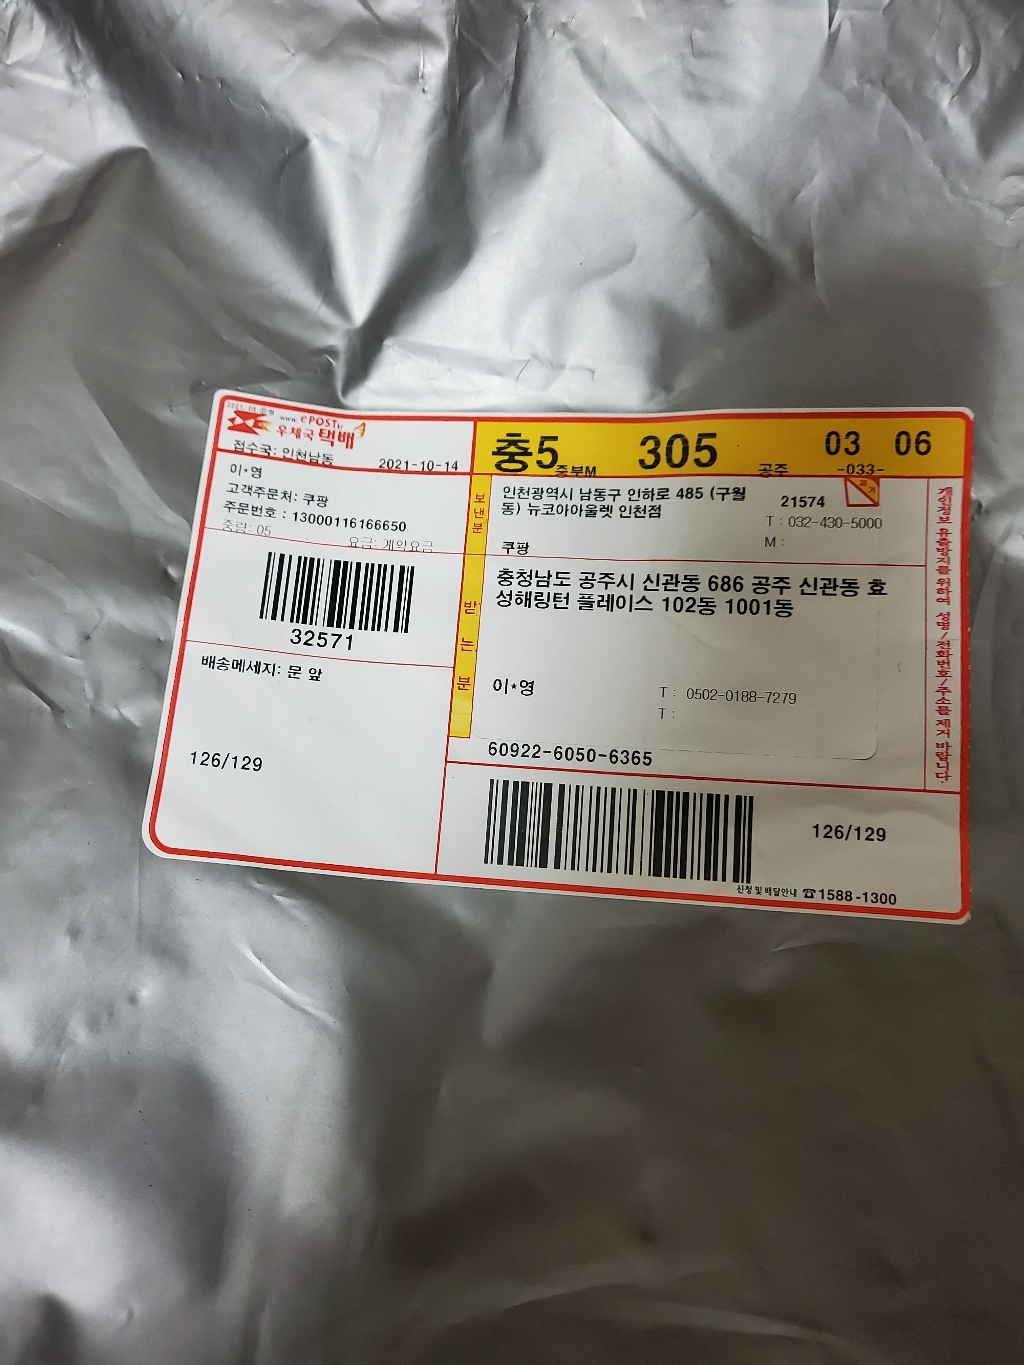 2021. 05
www.ePOST.kr
우체국 택배
접수국: 인천남동
2021-10-14
이*영
고객주문처: 쿠팡
주문번호 : 13000116166650
중량: 05
요금: 계약요금
32571
배송메세지: 문 앞
126/129
충5 중부M 305 공주 03 06
-033-
보낸분
인천광역시 남동구 인하로 485 (구월
동) 뉴코아아울렛 인천점
21574
제거
T : 032-430-5000
M :
쿠팡
받는분
충청남도 공주시 신관동 686 공주 신관동 효
성해링턴 플레이스 102동 1001동
이*영
T : 0502-0188-7279
T :
60922-6050-6365
126/129
신청 및 배달안내 ☎1588-1300
개인정보 유출방지를 위하여 성명/전화번호/주소를 제거 바랍니다.